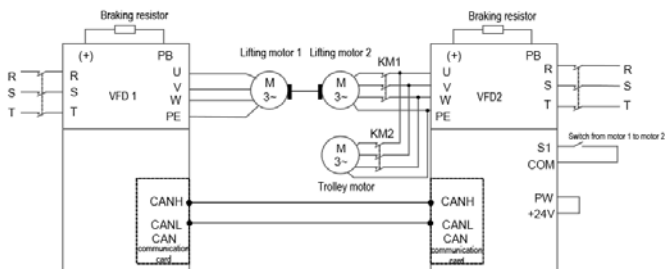 Braking resistor
Braking resistor
(+) PB
Lifting motor 1 Lifting motor 2
KM1
(+) PB
R R U
M 3~
M 3~
U R R
S S VFD 1 V
V VFD2 S S
T T W
W T T
PE
PE
KM2
M 3~
Trolley motor
S1 Switch from motor 1 to motor 2
COM
PW
+24V
CANH
CANL
CAN
communication
card
CANH
CANL
CAN
communication
card